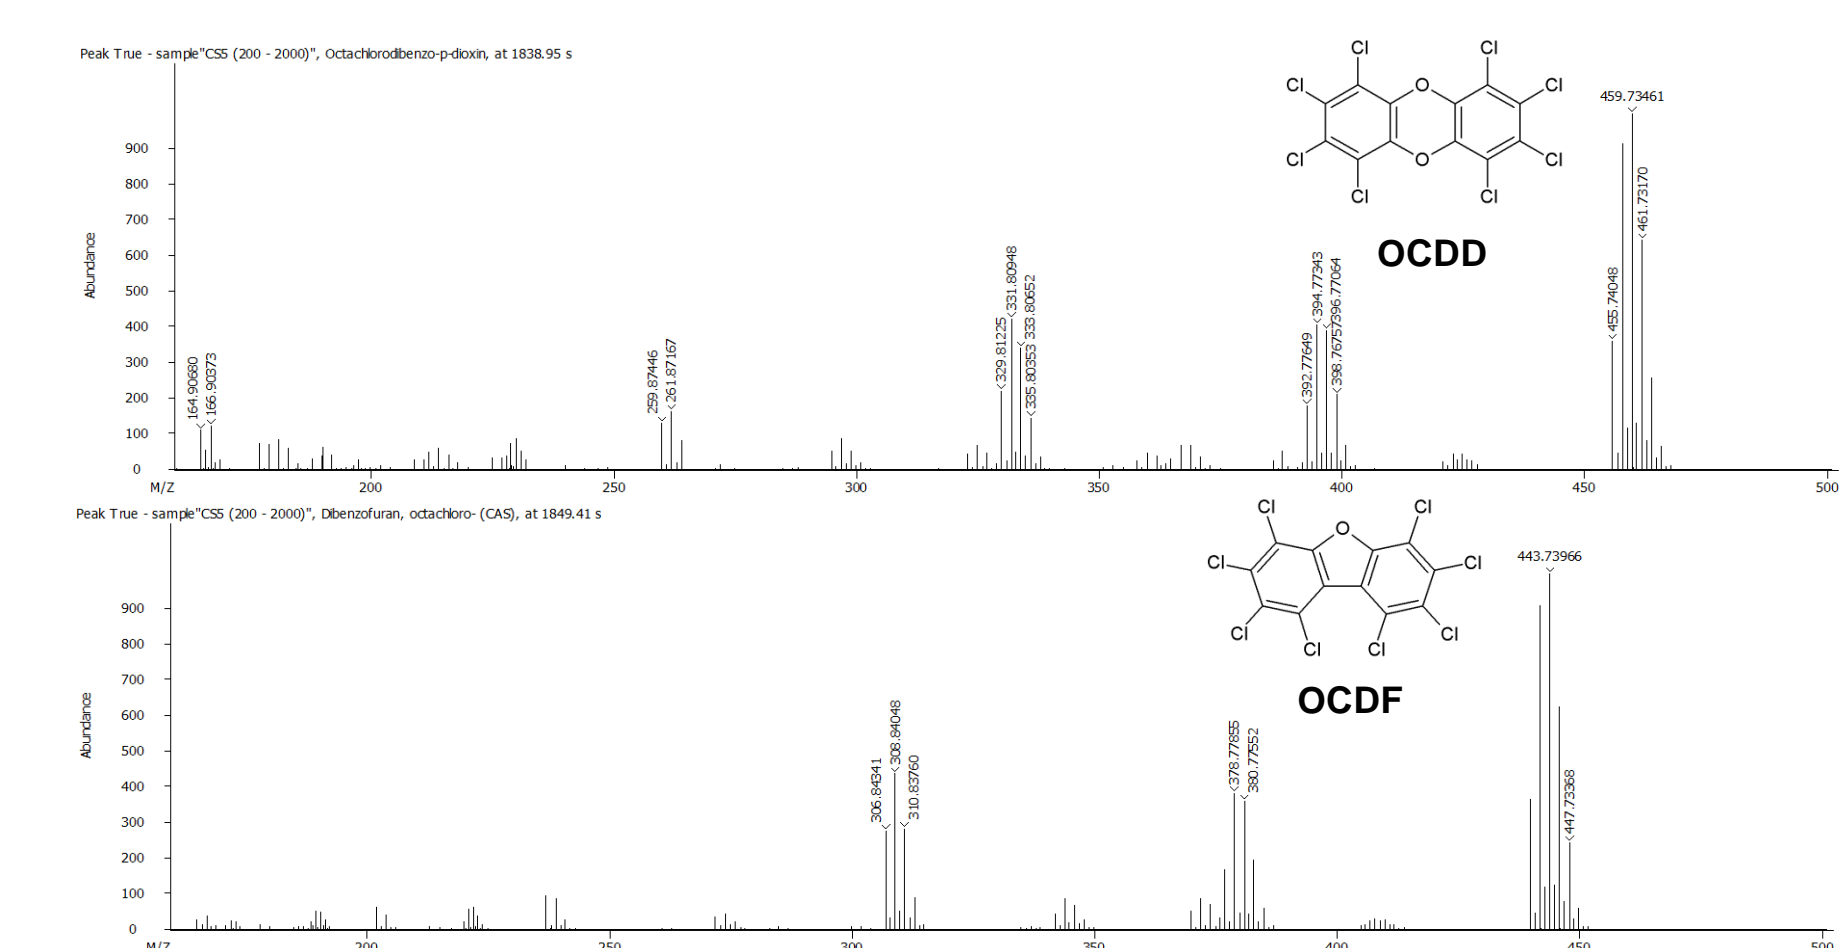 Peak True - sample"CS5 (200 - 2000)", Octachlorodibenzo-p-dioxin, at 1838.95 s
Cl Cl
Cl O Cl
Cl O Cl
Cl Cl
OCDD
459.73461
461.73170
455.74048
394.77343
396.77064
392.77649
398.76757
331.80948
333.80652
329.81225
335.80353
259.87446
261.87167
164.90680
166.90373
Abundance
900
800
700
600
500
400
300
200
100
0
M/Z 200 250 300 350 400 450 500
Peak True - sample"CS5 (200 - 2000)", Dibenzofuran, octachloro- (CAS), at 1849.41 s
Cl O Cl
Cl Cl
Cl Cl Cl Cl
OCDF
443.73966
447.73368
378.77855
380.77552
306.84341
308.84048
310.83760
Abundance
900
800
700
600
500
400
300
200
100
0
M/Z 200 250 300 350 400 450 500